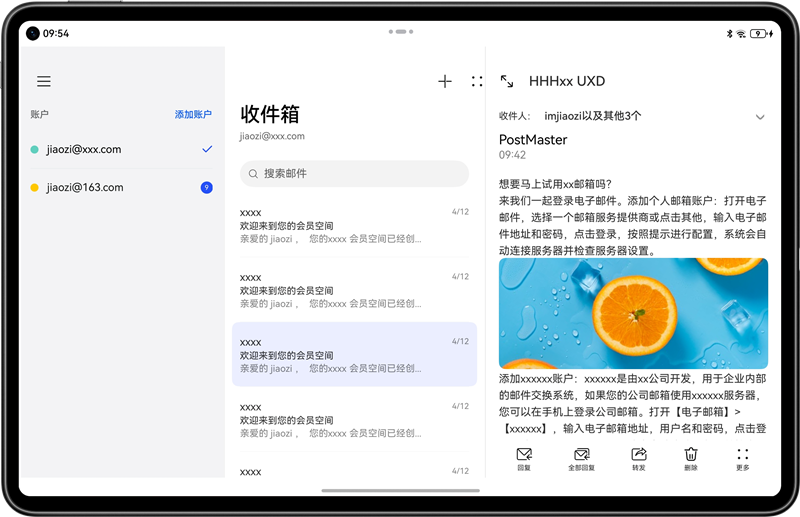 09:54
9
账户
添加账户
jiaozi@xxx.com
jiaozi@163.com
9
收件箱
jiaozi@xxx.com
搜索邮件
xxxx 4/12
欢迎来到您的会员空间
亲爱的 jiaozi ， 您的xxxx 会员空间已经创...
xxxx 4/12
欢迎来到您的会员空间
亲爱的 jiaozi ， 您的xxxx 会员空间已经创...
xxxx 4/12
欢迎来到您的会员空间
亲爱的 jiaozi ， 您的xxxx 会员空间已经创...
xxxx 4/12
欢迎来到您的会员空间
亲爱的 jiaozi ， 您的xxxx 会员空间已经创...
xxxx 4/12
HHHxx UXD
收件人： imjiaozi以及其他3个
PostMaster
09:42
想要马上试用xx邮箱吗?
来我们一起登录电子邮件。添加个人邮箱账户：打开电子
邮件，选择一个邮箱服务提供商或点击其他，输入电子邮
件地址和密码，点击登录，按照提示进行配置，系统会自
动连接服务器并检查服务器设置。
添加xxxxxx账户：xxxxxx是由xx公司开发，用于企业内部
的邮件交换系统，如果您的公司邮箱使用xxxxxx服务器，
您可以在手机上登录公司邮箱。打开【电子邮箱】>
【xxxxxx】，输入电子邮箱地址，用户名和密码，点击登
回复
全部回复
转发
删除
更多